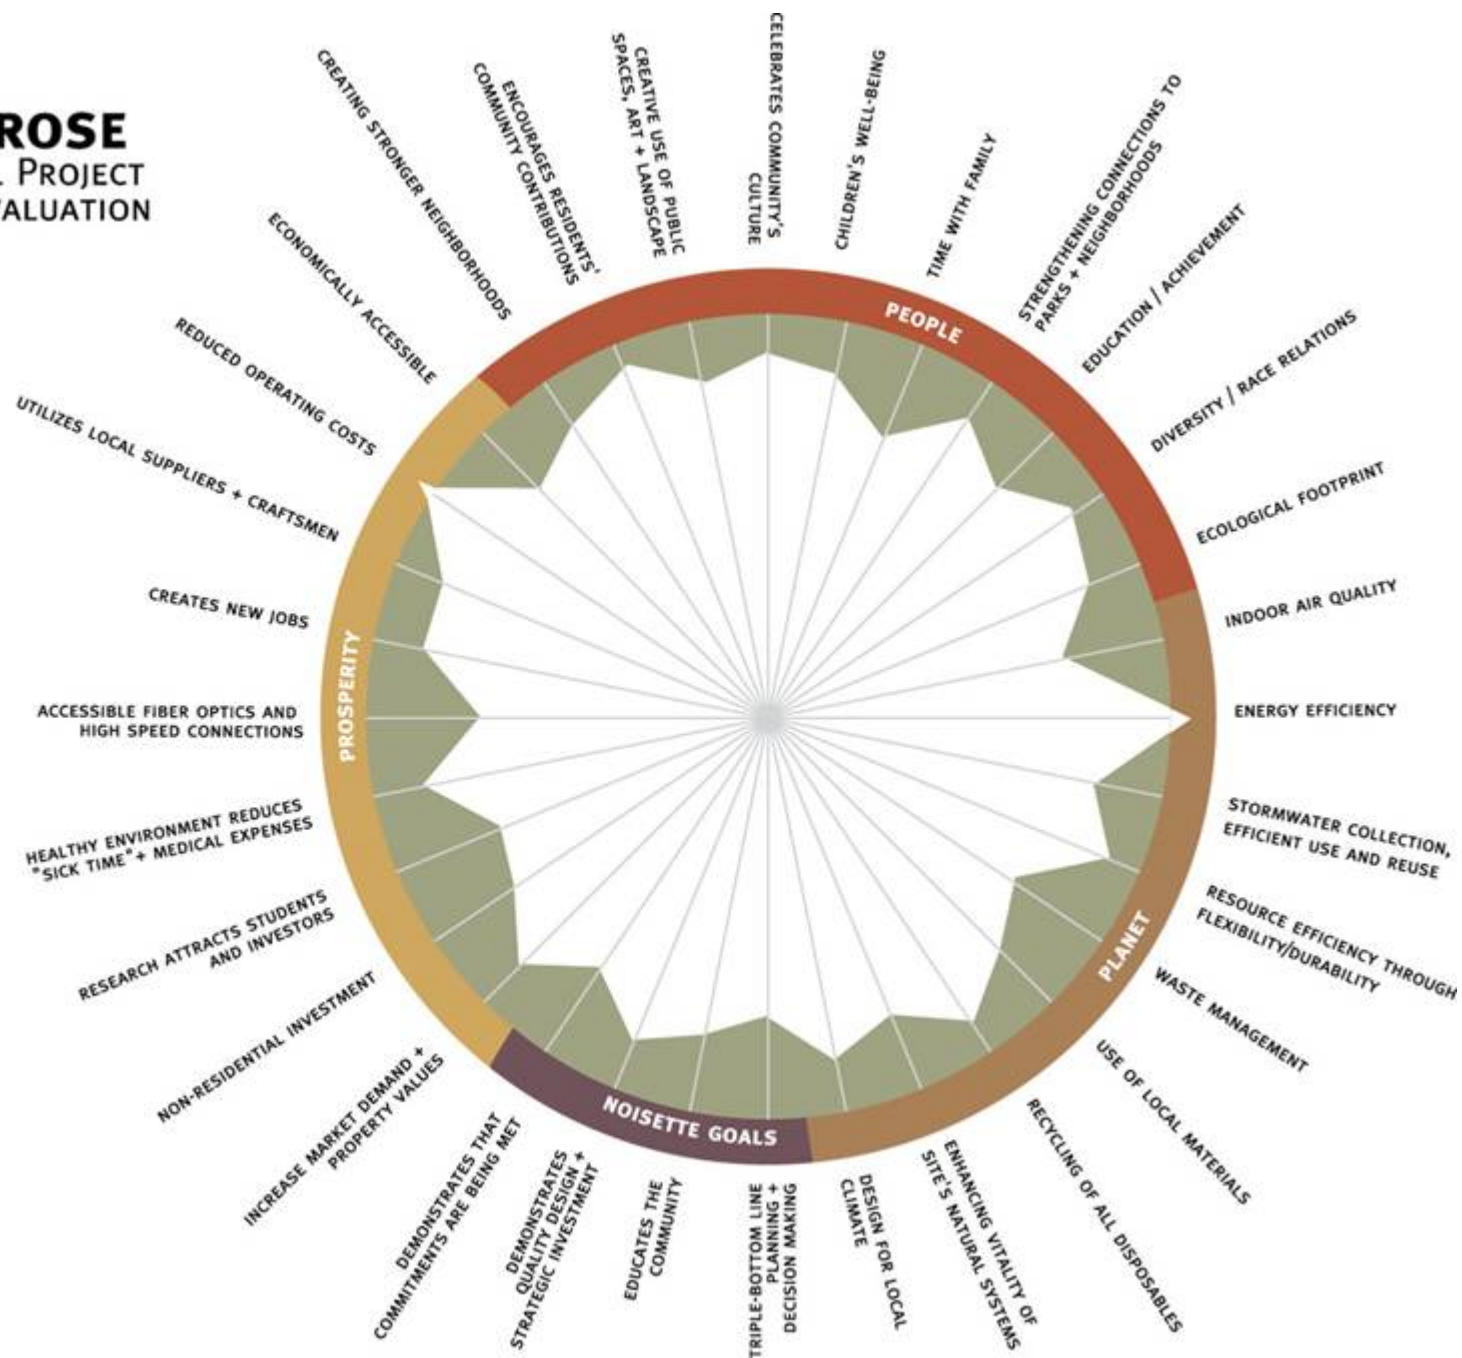 ROSE
PROJECT
VALUATION
CELEBRATES COMMUNITY'S
CULTURE
CHILDREN'S WELL-BEING
TIME WITH FAMILY
STRENGTHENING CONNECTIONS TO
PARKS + NEIGHBORHOODS
EDUCATION / ACHIEVEMENT
DIVERSITY / RACE RELATIONS
ECOLOGICAL FOOTPRINT
INDOOR AIR QUALITY
ENERGY EFFICIENCY
STORMWATER COLLECTION,
EFFICIENT USE AND REUSE
RESOURCE EFFICIENCY THROUGH
FLEXIBILITY/DURABILITY
WASTE MANAGEMENT
USE OF LOCAL MATERIALS
RECYCLING OF ALL DISPOSABLES
ENHANCING VITALITY OF
SITE'S NATURAL SYSTEMS
DESIGN FOR LOCAL
CLIMATE
TRIPLE-BOTTOM LINE
PLANNING +
DECISION MAKING
EDUCATES THE
COMMUNITY
DEMONSTRATES
QUALITY DESIGN +
STRATEGIC INVESTMENT
DEMONSTRATES THAT
COMMITMENTS ARE BEING MET
INCREASE MARKET DEMAND +
PROPERTY VALUES
NON-RESIDENTIAL INVESTMENT
RESEARCH ATTRACTS STUDENTS
AND INVESTORS
HEALTHY ENVIRONMENT REDUCES
"SICK TIME" + MEDICAL EXPENSES
ACCESSIBLE FIBER OPTICS AND
HIGH SPEED CONNECTIONS
CREATES NEW JOBS
UTILIZES LOCAL SUPPLIERS + CRAFTSMEN
REDUCED OPERATING COSTS
ECONOMICALLY ACCESSIBLE
CREATING STRONGER NEIGHBORHOODS
ENCOURAGES RESIDENTS'
COMMUNITY CONTRIBUTIONS
CREATIVE USE OF PUBLIC
SPACES, ART + LANDSCAPE
PEOPLE
PLANET
NOISETTE GOALS
PROSPERITY